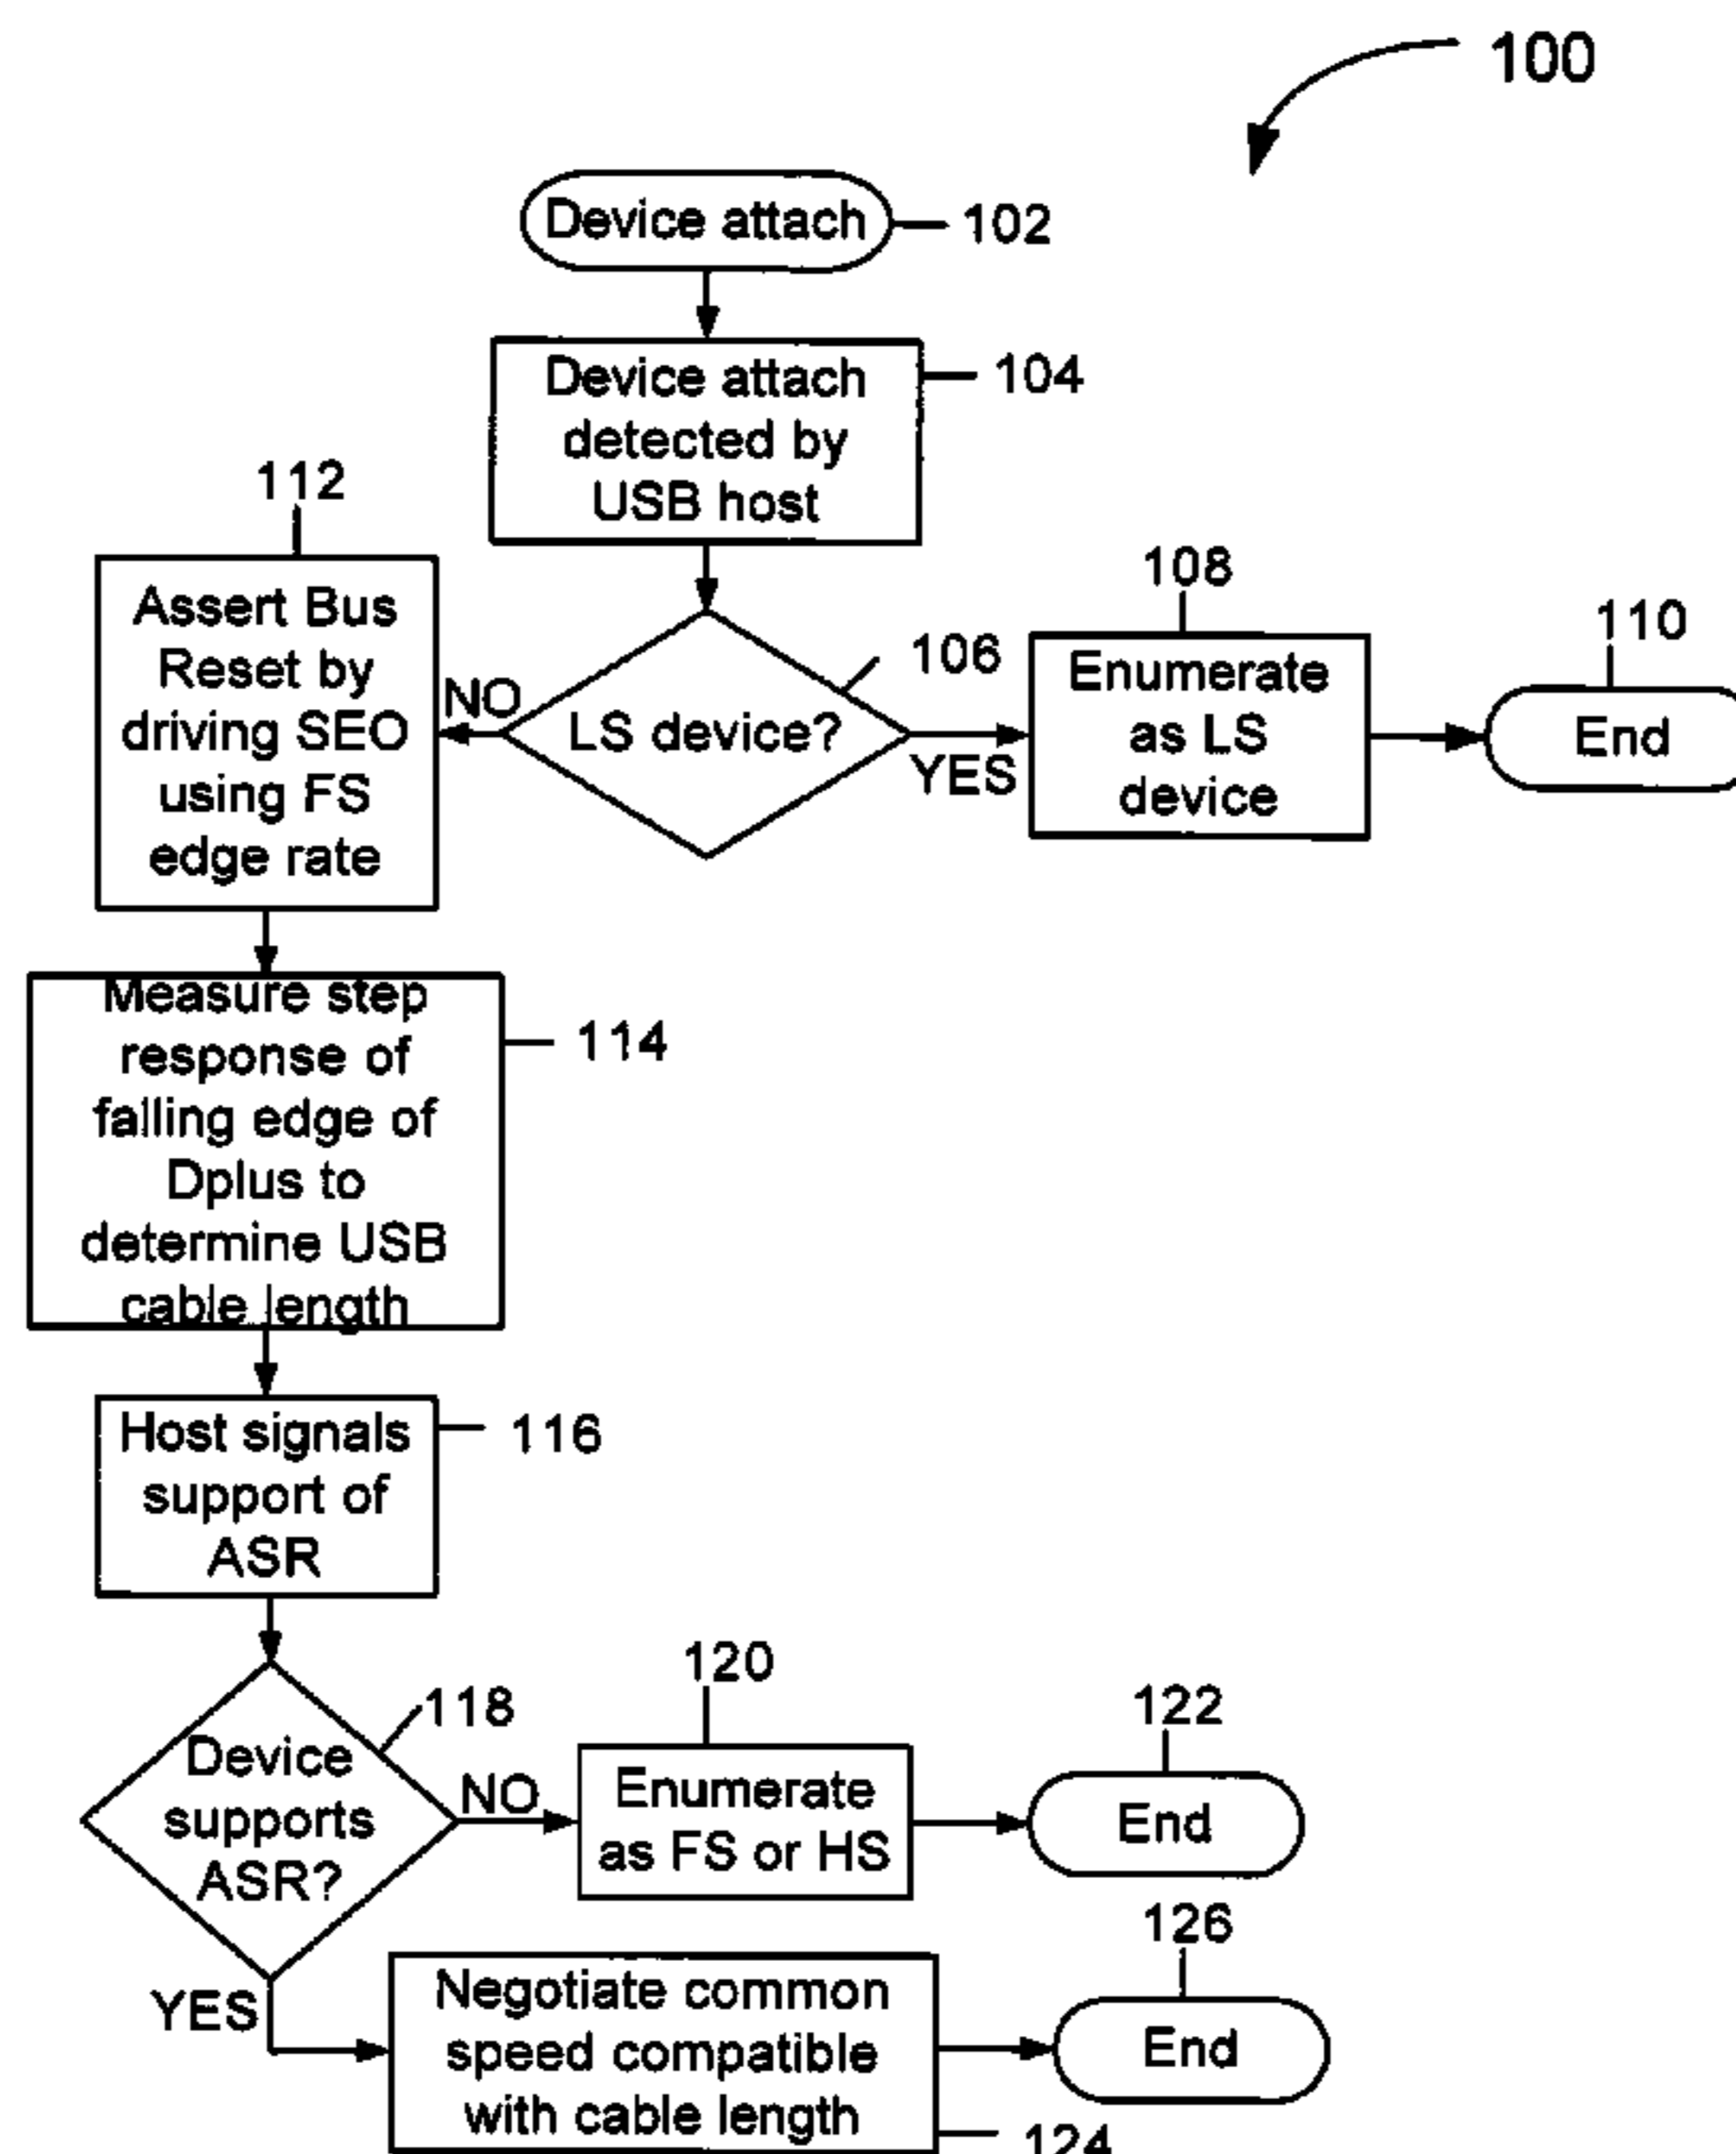 100
Device attach
102
Device attach
detected by
USB host
104
112
Assert Bus
Reset by
driving SEO
using FS
edge rate
NO
LS device?
106
YES
108
Enumerate
as LS
device
110
End
Measure step
response of
falling edge of
Dplus to
determine USB
cable length
114
Host signals
support of
ASR
116
Device
supports
ASR?
118
NO
120
Enumerate
as FS or HS
122
End
YES
Negotiate common
speed compatible
with cable length
124
126
End